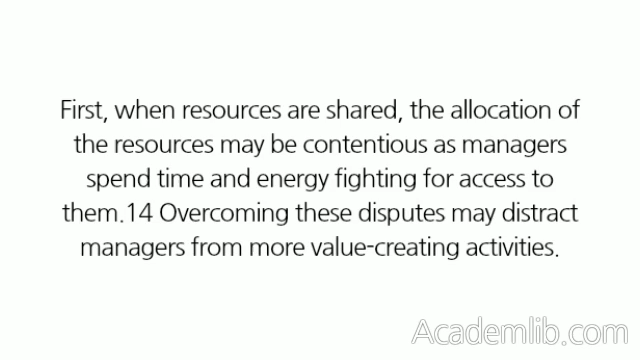 First, when resources are shared, the allocation of
the resources may be contentious as managers
spend time and energy fighting for access to
them.14 Overcoming these disputes may distract
managers from more value-creating activities.
Academlib.com